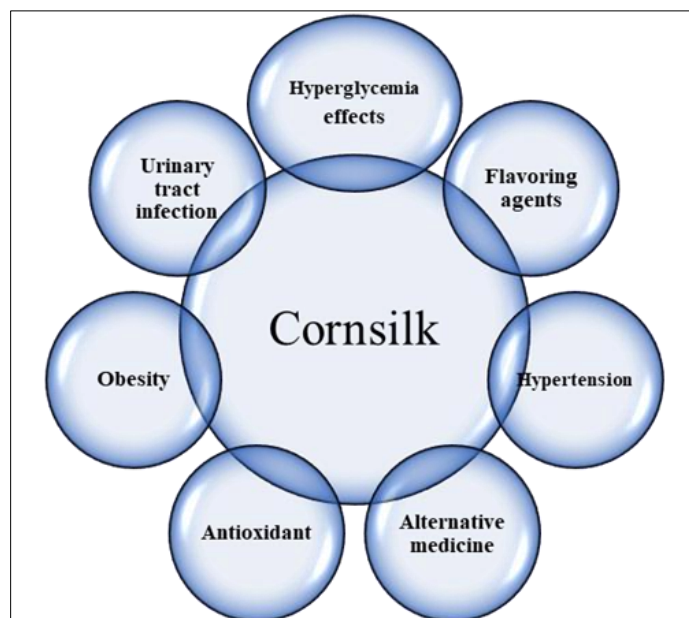 Hyperglycemia
effects
Flavoring
agents
Hypertension
Alternative
medicine
Antioxidant
Obesity
Urinary
tract
infection
Cornsilk